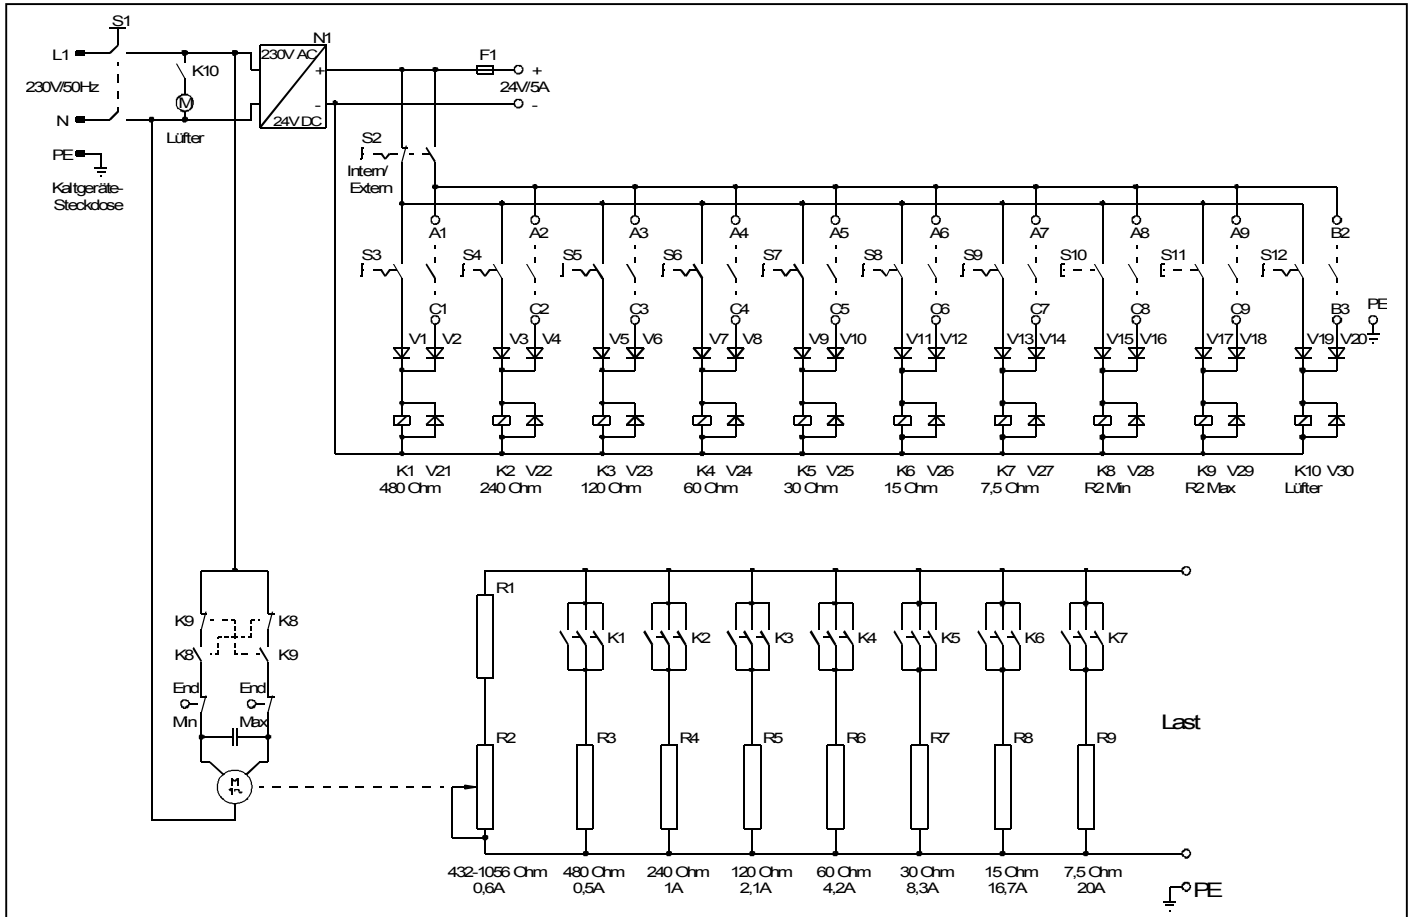 S1
N1
L1
K10
230V AC
+
F1
+
230V/50Hz
24V/5A
M
-
-
N
24V DC
Lüfter
S2
PE
Intern/
Extern
Kaltgeräte-
Steckdose
A1 A2 A3 A4 A5 A6 A7 A8 A9 B2
S3 S4 S5 S6 S7 S8 S9 S10 S11 S12
C1 C2 C3 C4 C5 C6 C7 C8 C9 B3 PE
V1 V2 V3 V4 V5 V6 V7 V8 V9 V10 V11 V12 V13 V14 V15 V16 V17 V18 V19 V20
K1 V21 K2 V22 K3 V23 K4 V24 K5 V25 K6 V26 K7 V27 K8 V28 K9 V29 K10 V30
480 Ohm 240 Ohm 120 Ohm 60 Ohm 30 Ohm 15 Ohm 7,5 Ohm R2 Min R2 Max Lüfter
R1
K9 K8
K1 K2 K3 K4 K5 K6 K7
K8 K9
End End
Min Max
Last
R2 R3 R4 R5 R6 R7 R8 R9
M
1~
432-1056 Ohm 480 Ohm 240 Ohm 120 Ohm 60 Ohm 30 Ohm 15 Ohm 7,5 Ohm
0,6A 0,5A 1A 2,1A 4,2A 8,3A 16,7A 20A
PE